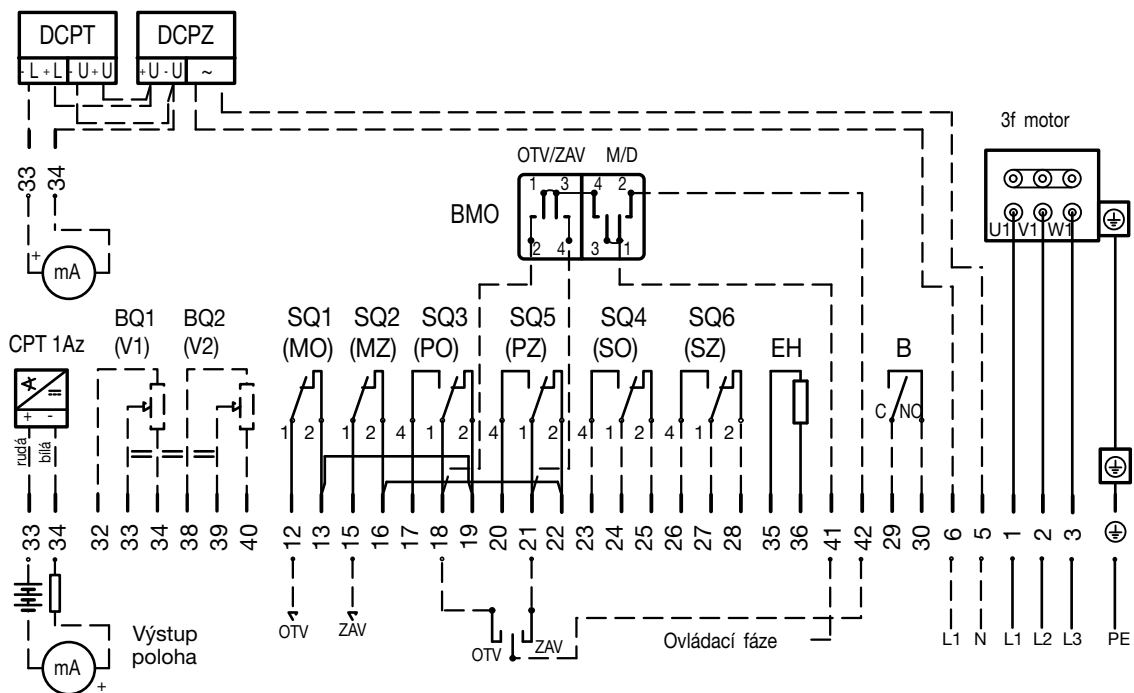 DCPT DCPZ
- L + L - U + U + U - U ~
3f motor
33 34
OTV/ZAV M/D
1 3 4 2
BMO
2 4 3 1
U1 V1 W1
+
mA
BQ1 BQ2 SQ1 SQ2 SQ3 SQ5 SQ4 SQ6
CPT 1Az (V1) (V2) (MO) (MZ) (PO) (PZ) (SO) (SZ) EH B
+ -
C NO
rudá bílá
1 2 1 2 4 1 2 4 1 2 4 1 2 4 1 2
33 34 32 33 34 38 39 40 12 13 15 16 17 18 19 20 21 22 23 24 25 26 27 28 35 36 41 42 29 30 6 5 1 2 3
OTV ZAV
Výstup
poloha
mA
+
OTV ZAV
Ovládací fáze
L1 N L1 L2 L3 PE